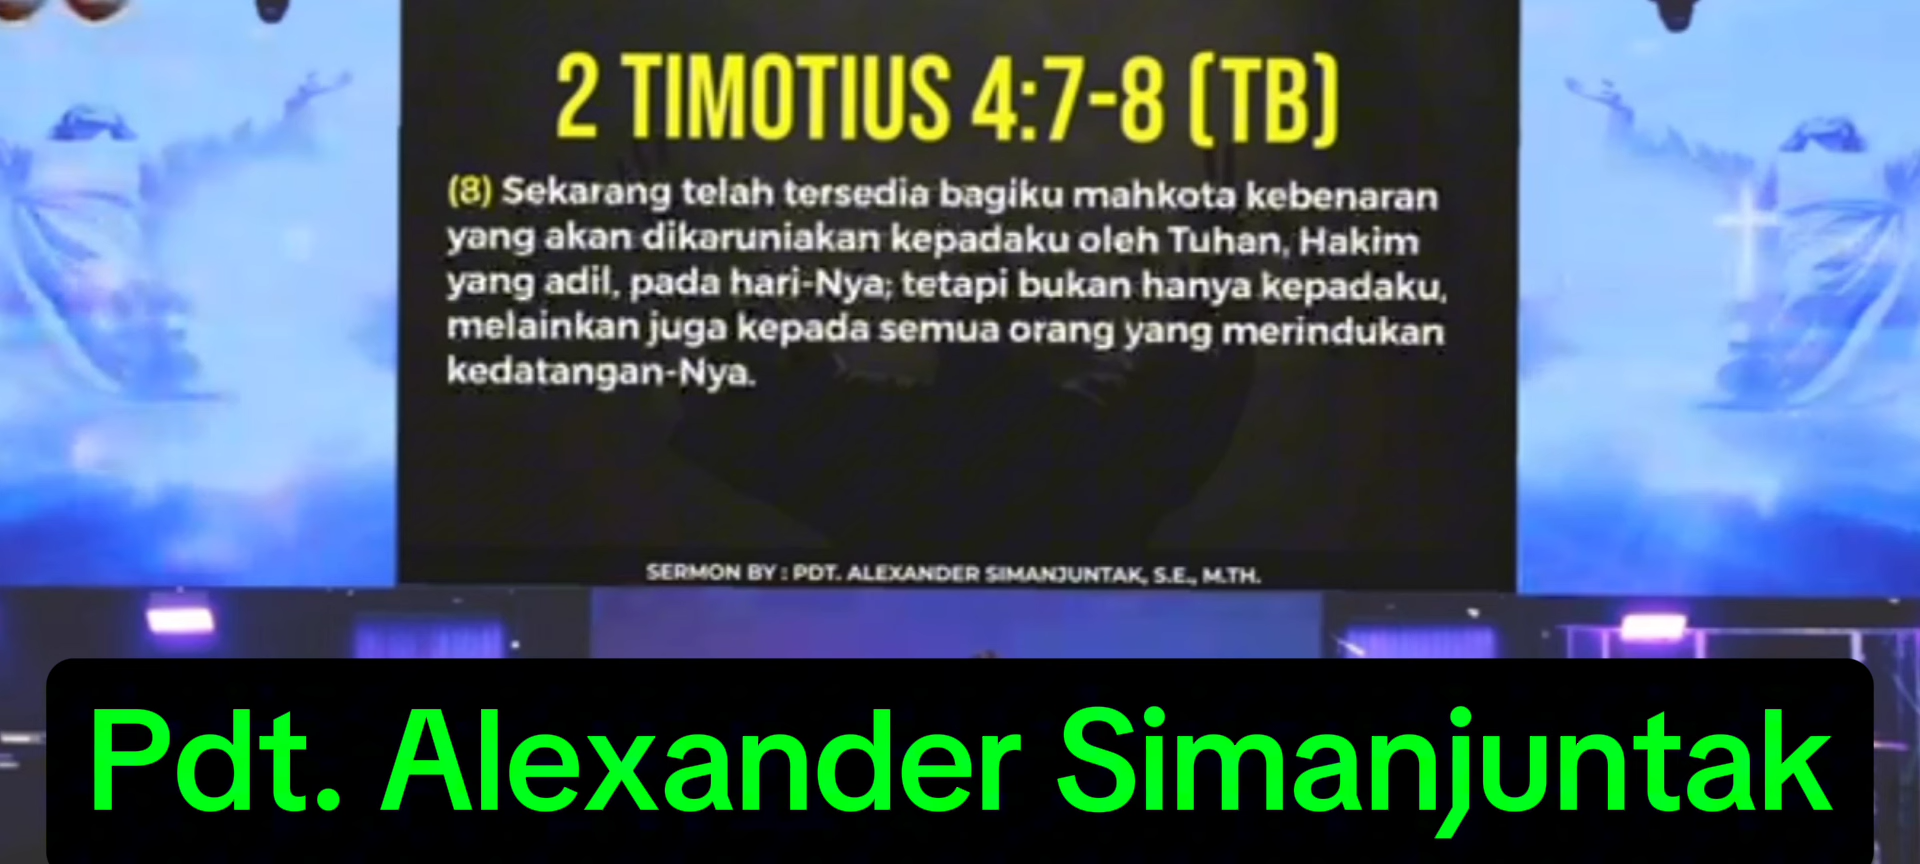 2 TIMOTIUS 4:7-8 (TB)
(8) Sekarang telah tersedia bagiku mahkota kebenaran
yang akan dikaruniakan kepadaku oleh Tuhan, Hakim
yang adil, pada hari-Nya; tetapi bukan hanya kepadaku,
melainkan juga kepada semua orang yang merindukan
kedatangan-Nya.
SERMON BY : PDT. ALEXANDER SIMANJUNTAK, S.E., M.TH.
Pdt. Alexander Simanjuntak